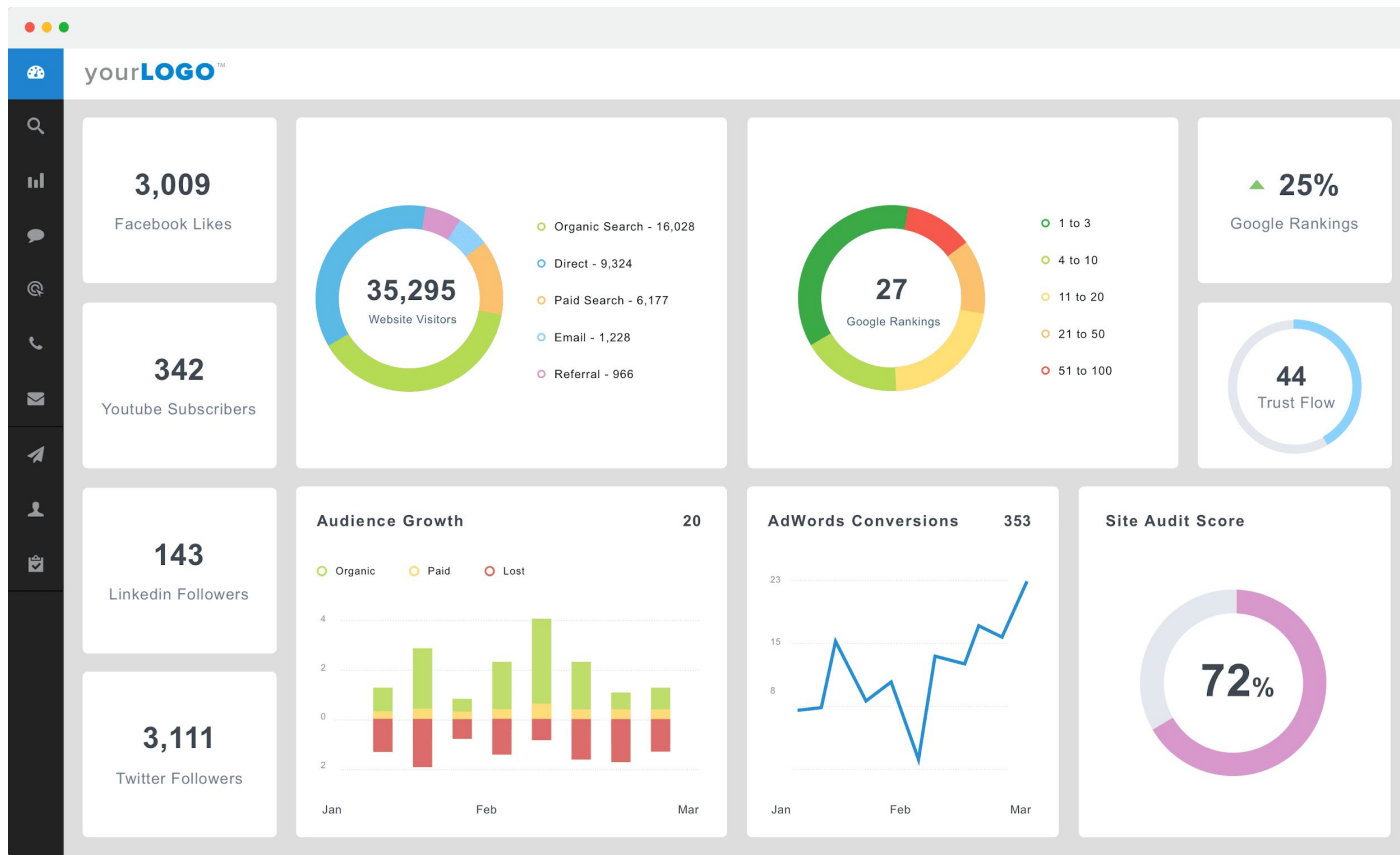 yourLOGO™
3,009
Facebook Likes
342
Youtube Subscribers
143
Linkedin Followers
3,111
Twitter Followers
35,295
Website Visitors
Organic Search - 16,028
Direct - 9,324
Paid Search - 6,177
Email - 1,228
Referral - 966
27
Google Rankings
1 to 3
4 to 10
11 to 20
21 to 50
51 to 100
25%
Google Rankings
44
Trust Flow
Audience Growth 20
Organic Paid Lost
4
2
0
2
Jan Feb Mar
AdWords Conversions 353
23
15
8
Jan Feb Mar
Site Audit Score
72%